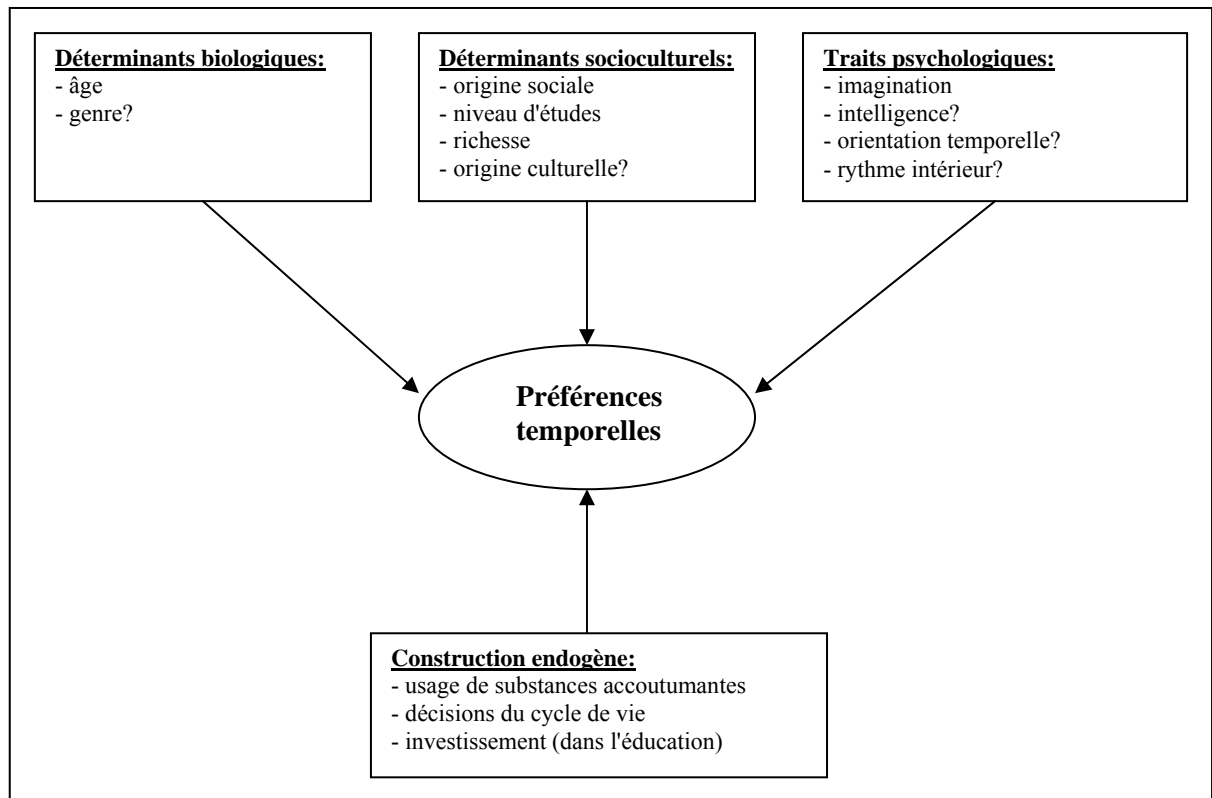 Déterminants biologiques:
- âge
- genre?
Déterminants socioculturels:
- origine sociale
- niveau d'études
- richesse
- origine culturelle?
Traits psychologiques:
- imagination
- intelligence?
- orientation temporelle?
- rythme intérieur?
Préférences
temporelles
Construction endogène:
- usage de substances accoutumantes
- décisions du cycle de vie
- investissement (dans l'éducation)